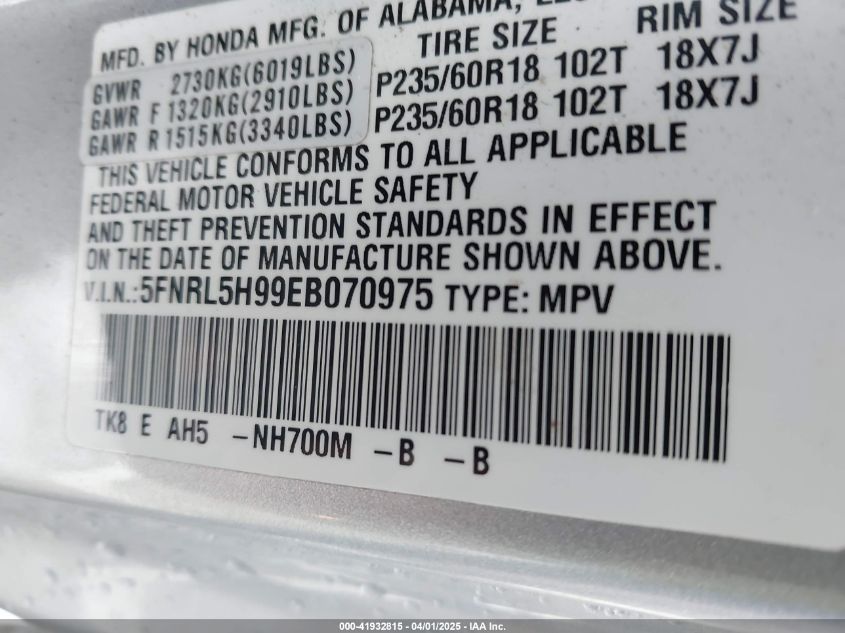 MFD. BY HONDA MFG. OF ALABAMA,
TIRE SIZE RIM SIZE
GVWR 2730KG(6019LBS)
GAWR F 1320KG(2910LBS) P235/60R18 102T 18X7J
GAWR R 1515KG(3340LBS) P235/60R18 102T 18X7J
THIS VEHICLE CONFORMS TO ALL APPLICABLE
FEDERAL MOTOR VEHICLE SAFETY
AND THEFT PREVENTION STANDARDS IN EFFECT
ON THE DATE OF MANUFACTURE SHOWN ABOVE.
V.I.N.:5FNRL5H99EB070975 TYPE: MPV
TK8 E AH5 -NH700M -B -B
000-41932815 - 04/01/2025 - IAA Inc.